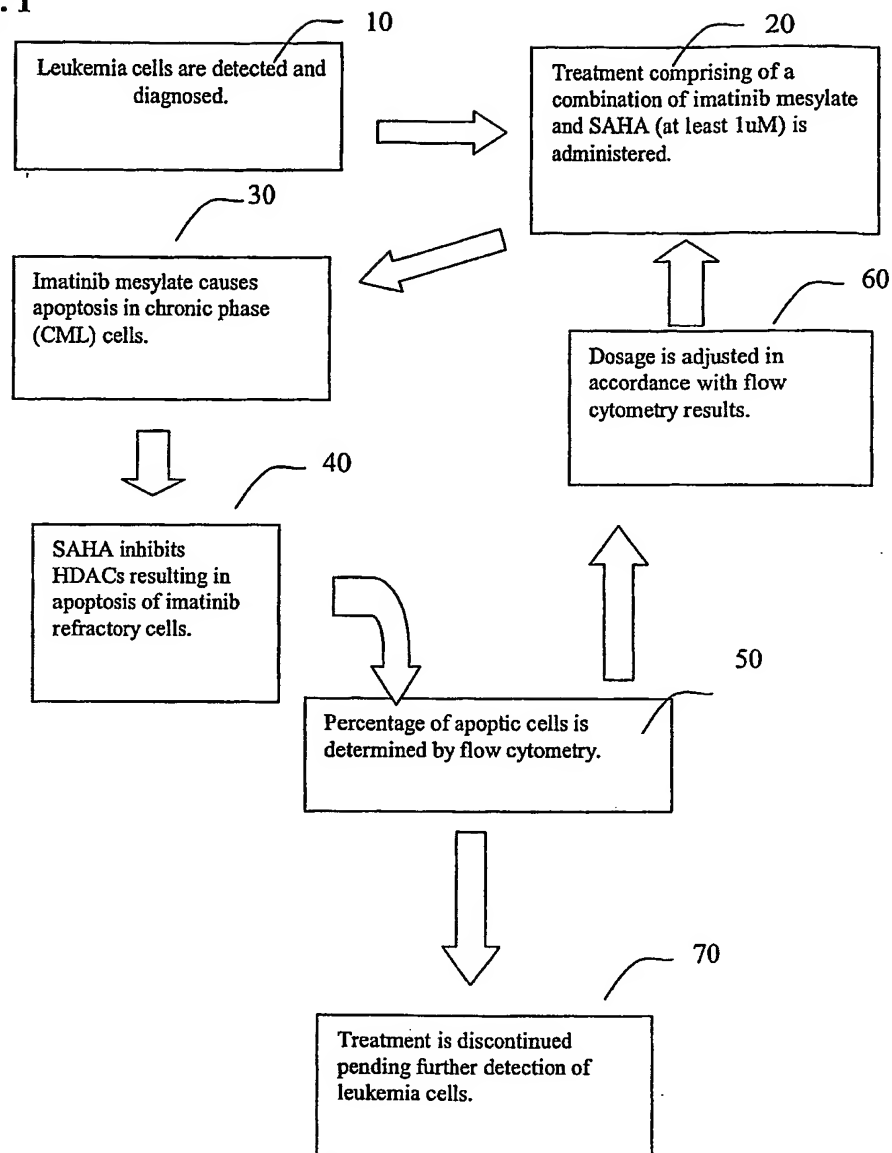 . 1
10
Leukemia cells are detected and
diagnosed.
20
Treatment comprising of a
combination of imatinib mesylate
and SAHA (at least 1uM) is
administered.
30
Imatinib mesylate causes
apoptosis in chronic phase
(CML) cells.
60
Dosage is adjusted in
accordance with flow
cytometry results.
40
SAHA inhibits
HDACs resulting in
apoptosis of imatinib
refractory cells.
50
Percentage of apoptic cells is
determined by flow cytometry.
70
Treatment is discontinued
pending further detection of
leukemia cells.